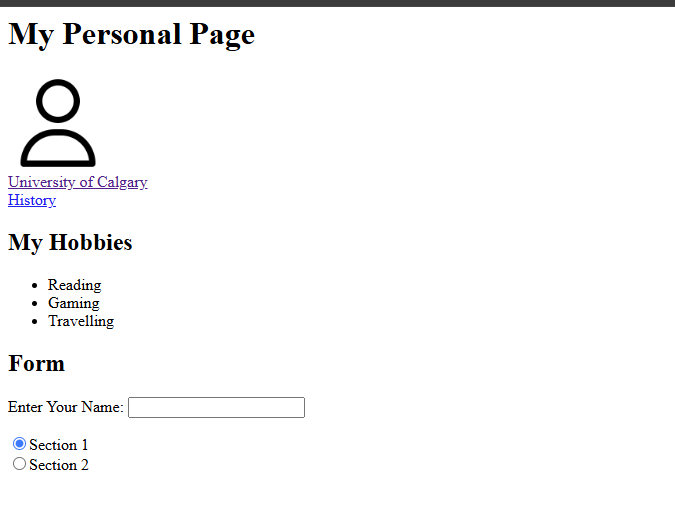 My Personal Page
University of Calgary
History
My Hobbies
Reading
Gaming
Travelling
Form
Enter Your Name:
Section 1
Section 2